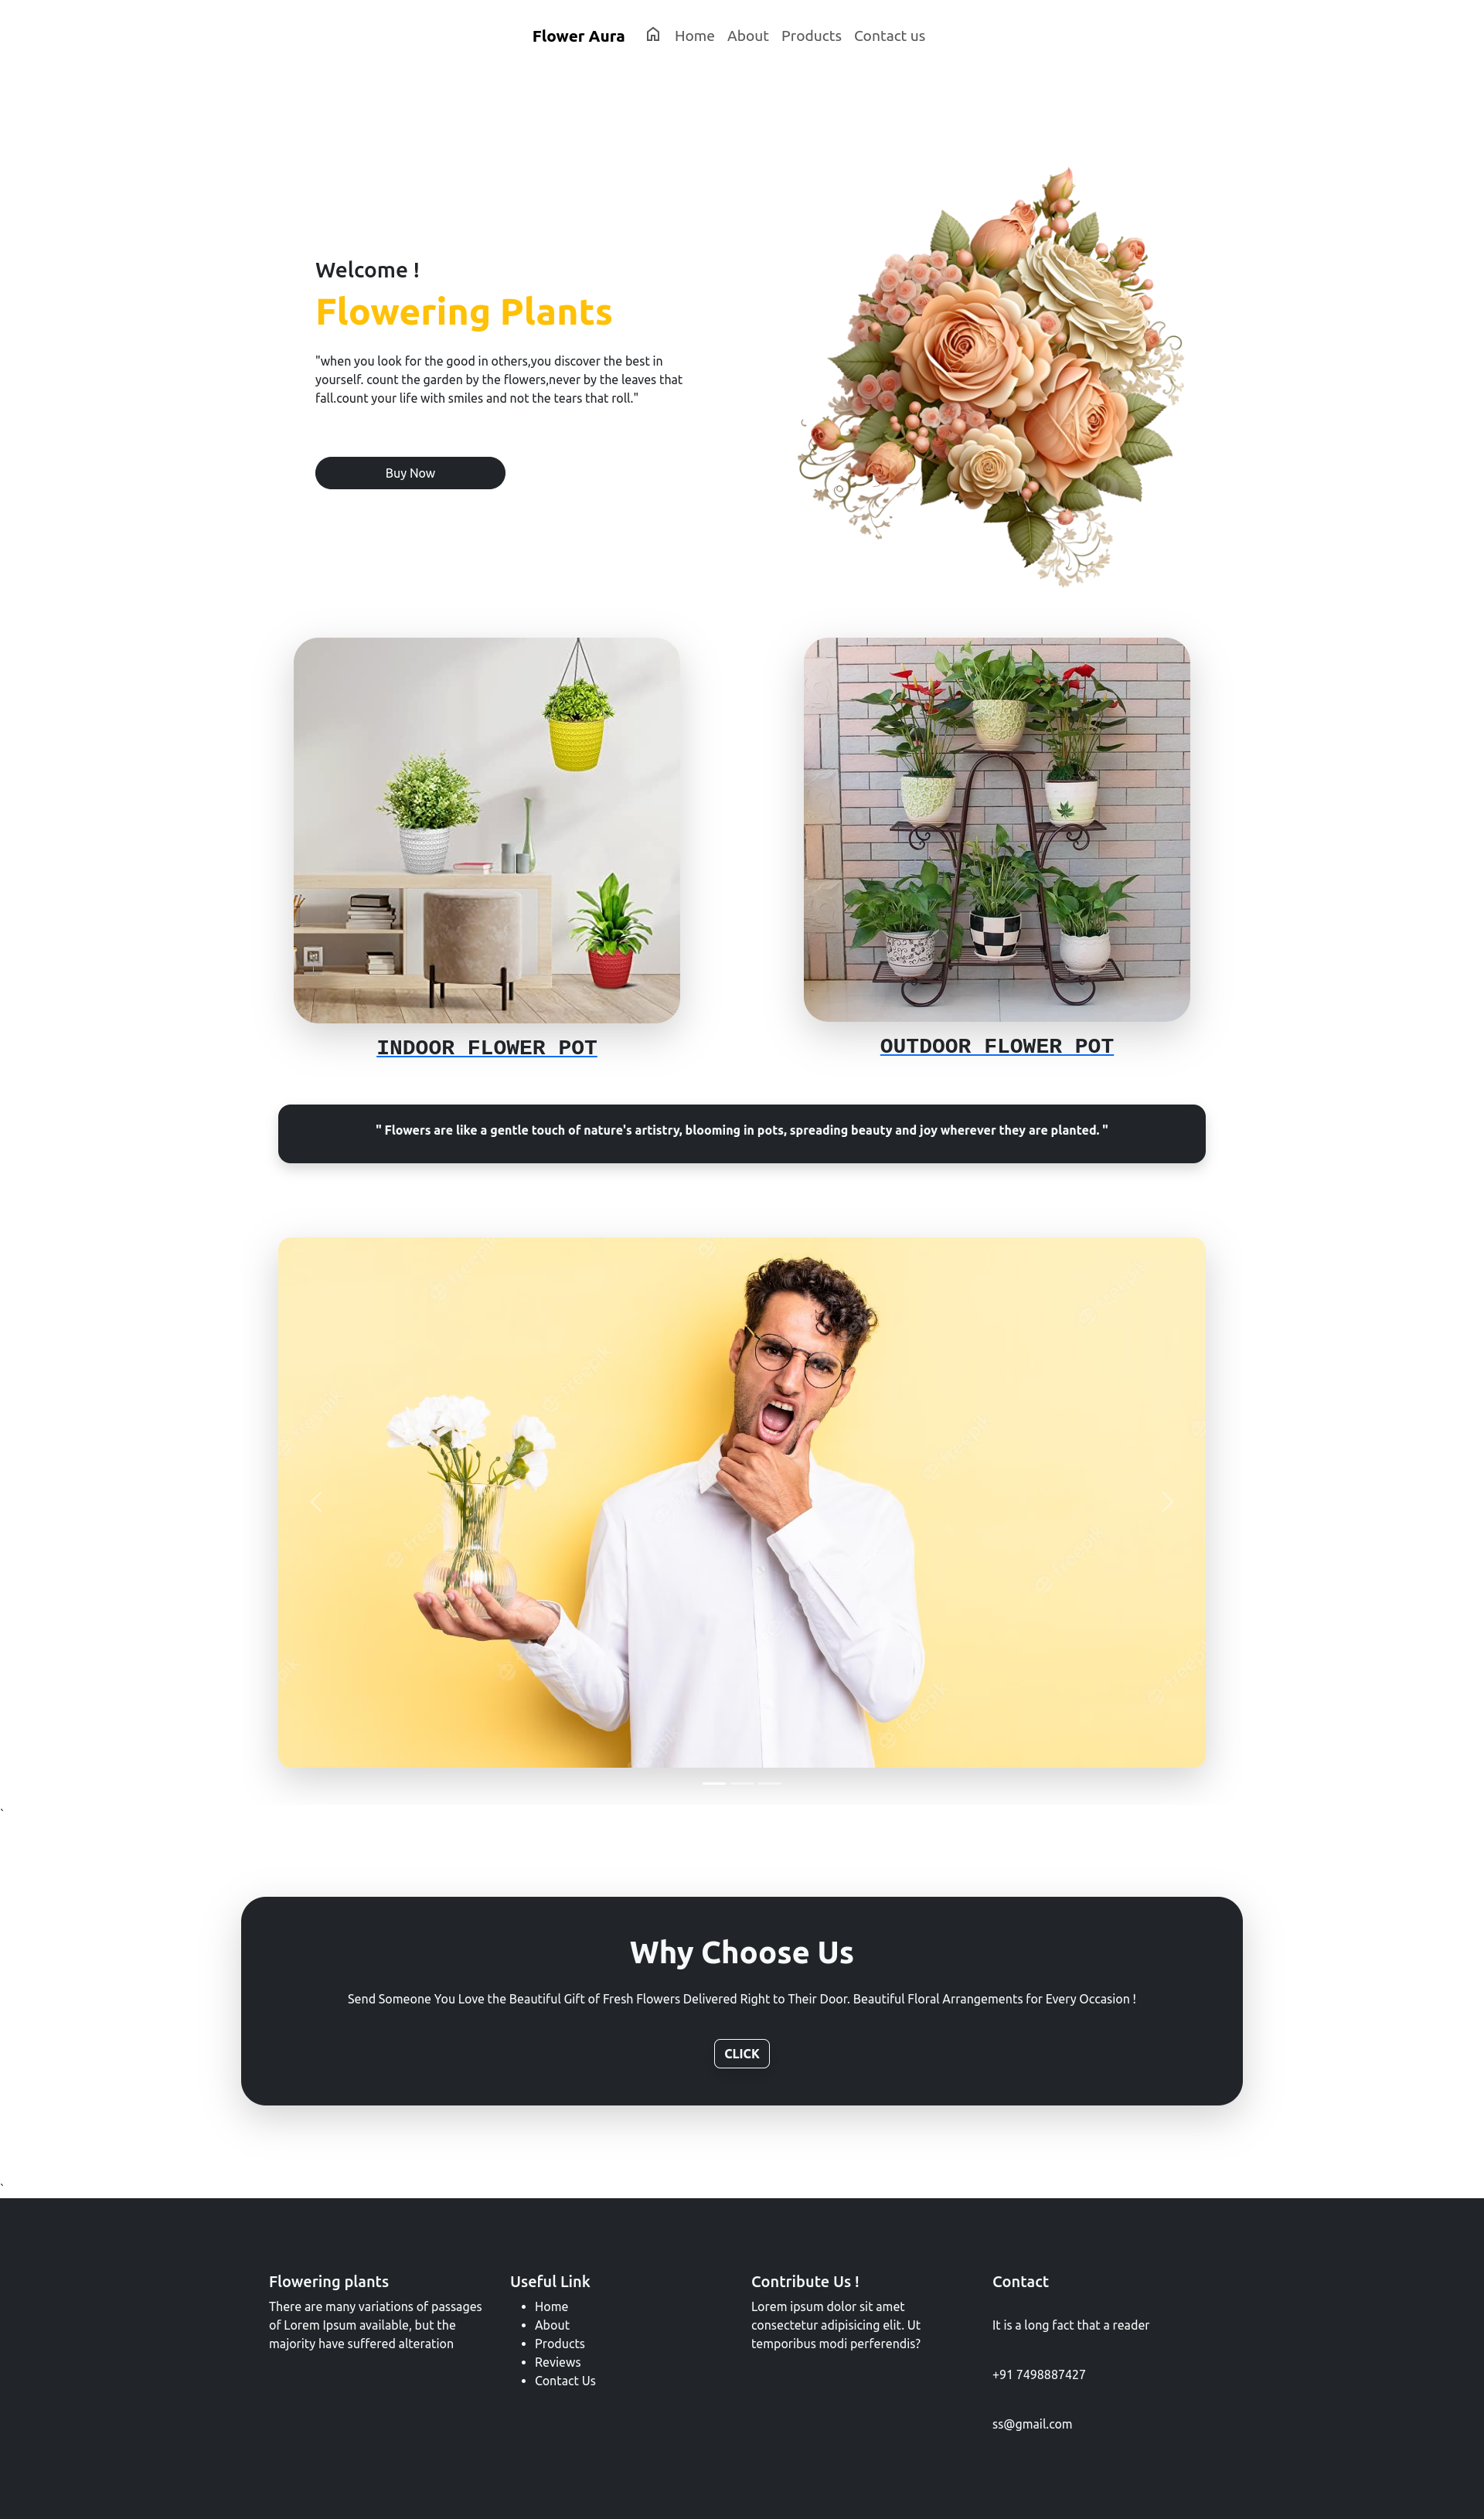 Flower Aura Home About Products Contact us
Welcome !
Flowering Plants
"when you look for the good in others,you discover the best in
yourself. count the garden by the flowers,never by the leaves that
fall.count your life with smiles and not the tears that roll."
Buy Now
INDOOR FLOWER POT
OUTDOOR FLOWER POT
" Flowers are like a gentle touch of nature's artistry, blooming in pots, spreading beauty and joy wherever they are planted. "
freepik
`
Why Choose Us
Send Someone You Love the Beautiful Gift of Fresh Flowers Delivered Right to Their Door. Beautiful Floral Arrangements for Every Occasion !
CLICK
`
Flowering plants
There are many variations of passages
of Lorem Ipsum available, but the
majority have suffered alteration
Useful Link
• Home
• About
• Products
• Reviews
• Contact Us
Contribute Us !
Lorem ipsum dolor sit amet
consectetur adipisicing elit. Ut
temporibus modi perferendis?
Contact
It is a long fact that a reader
+91 7498887427
ss@gmail.com